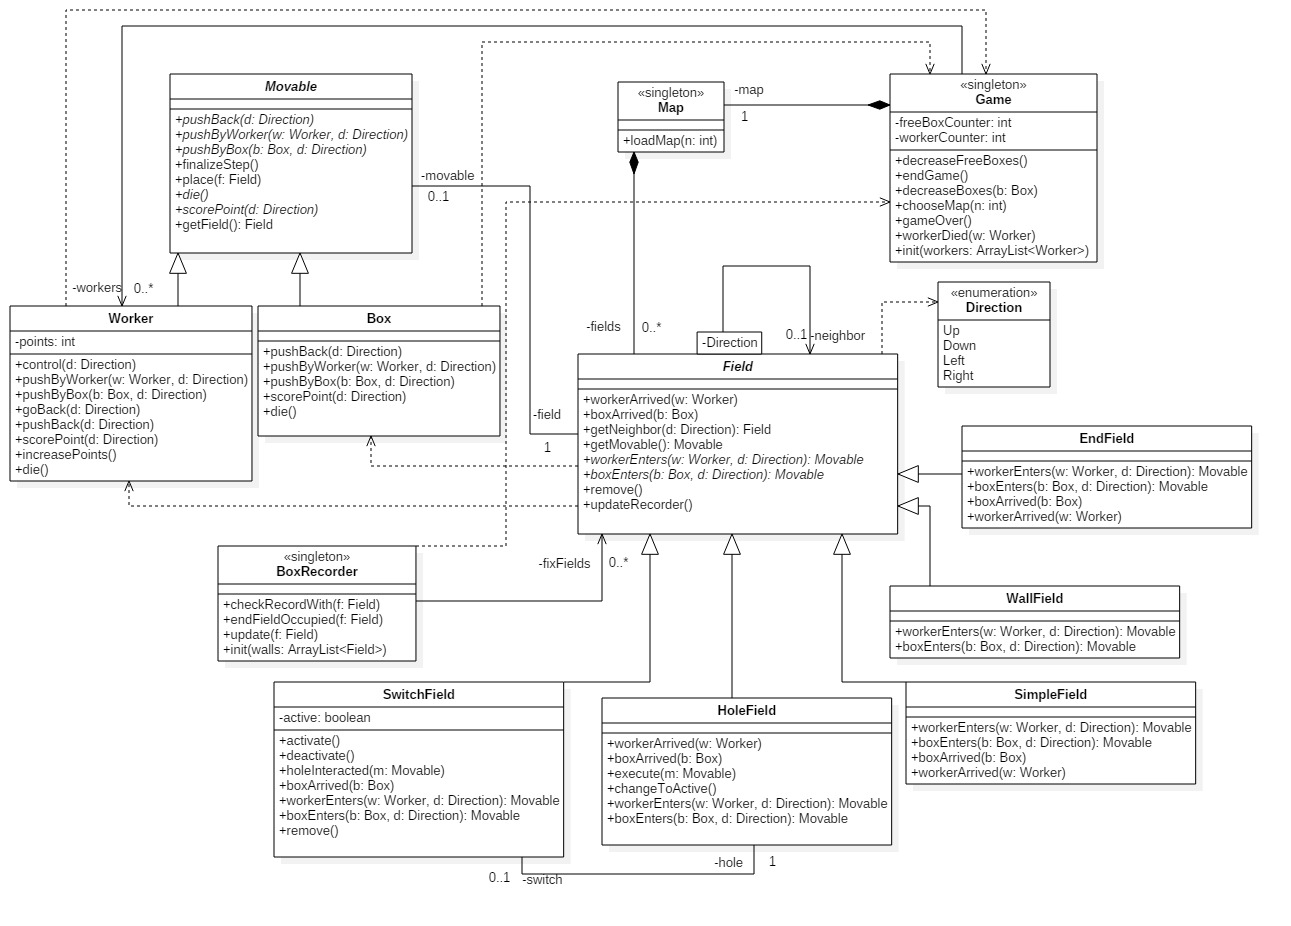 Movable
+pushBack(d: Direction)
+pushByWorker(w: Worker, d: Direction)
+pushByBox(b: Box, d: Direction)
+finalizeStep()
+place(f: Field)
+die()
+scorePoint(d: Direction)
+getField(): Field
«singleton»
Map
+loadMap(n: int)
-map
1
«singleton»
Game
-freeBoxCounter: int
-workerCounter: int
+decreaseFreeBoxes()
+endGame()
+decreaseBoxes(b: Box)
+chooseMap(n: int)
+gameOver()
+workerDied(w: Worker)
+init(workers: ArrayList<Worker>)
-movable
0..1
-workers
0..*
Worker
-points: int
+control(d: Direction)
+pushByWorker(w: Worker, d: Direction)
+pushByBox(b: Box, d: Direction)
+goBack(d: Direction)
+pushBack(d: Direction)
+scorePoint(d: Direction)
+increasePoints()
+die()
Box
+pushBack(d: Direction)
+pushByWorker(w: Worker, d: Direction)
+pushByBox(b: Box, d: Direction)
+scorePoint(d: Direction)
+die()
-fields
0..*
-Direction
0..1
-neighbor
«enumeration»
Direction
Up
Down
Left
Right
-field
1
Field
+workerArrived(w: Worker)
+boxArrived(b: Box)
+getNeighbor(d: Direction): Field
+getMovable(): Movable
+workerEnters(w: Worker, d: Direction): Movable
+boxEnters(b: Box, d: Direction): Movable
+remove()
+updateRecorder()
EndField
+workerEnters(w: Worker, d: Direction): Movable
+boxEnters(b: Box, d: Direction): Movable
+boxArrived(b: Box)
+workerArrived(w: Worker)
«singleton»
BoxRecorder
+checkRecordWith(f: Field)
+endFieldOccupied(f: Field)
+update(f: Field)
+init(walls: ArrayList<Field>)
-fixFields
0..*
WallField
+workerEnters(w: Worker, d: Direction): Movable
+boxEnters(b: Box, d: Direction): Movable
SwitchField
-active: boolean
+activate()
+deactivate()
+holeInteracted(m: Movable)
+boxArrived(b: Box)
+workerEnters(w: Worker, d: Direction): Movable
+boxEnters(b: Box, d: Direction): Movable
+remove()
HoleField
+workerArrived(w: Worker)
+boxArrived(b: Box)
+execute(m: Movable)
+changeToActive()
+workerEnters(w: Worker, d: Direction): Movable
+boxEnters(b: Box, d: Direction): Movable
SimpleField
+workerEnters(w: Worker, d: Direction): Movable
+boxEnters(b: Box, d: Direction): Movable
+boxArrived(b: Box)
+workerArrived(w: Worker)
-hole
1
0..1
-switch